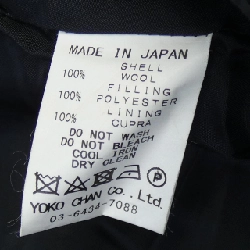 MADE IN JAPAN
SHELL
100% WOOL
FILLING
100% POLYESTER
LINING
100% CUPRA
DO NOT WASH
DO NOT BLEACH
COOL IRON
DRY CLEAN
YOKO CHAN CO., Ltd.
03-6434-7088